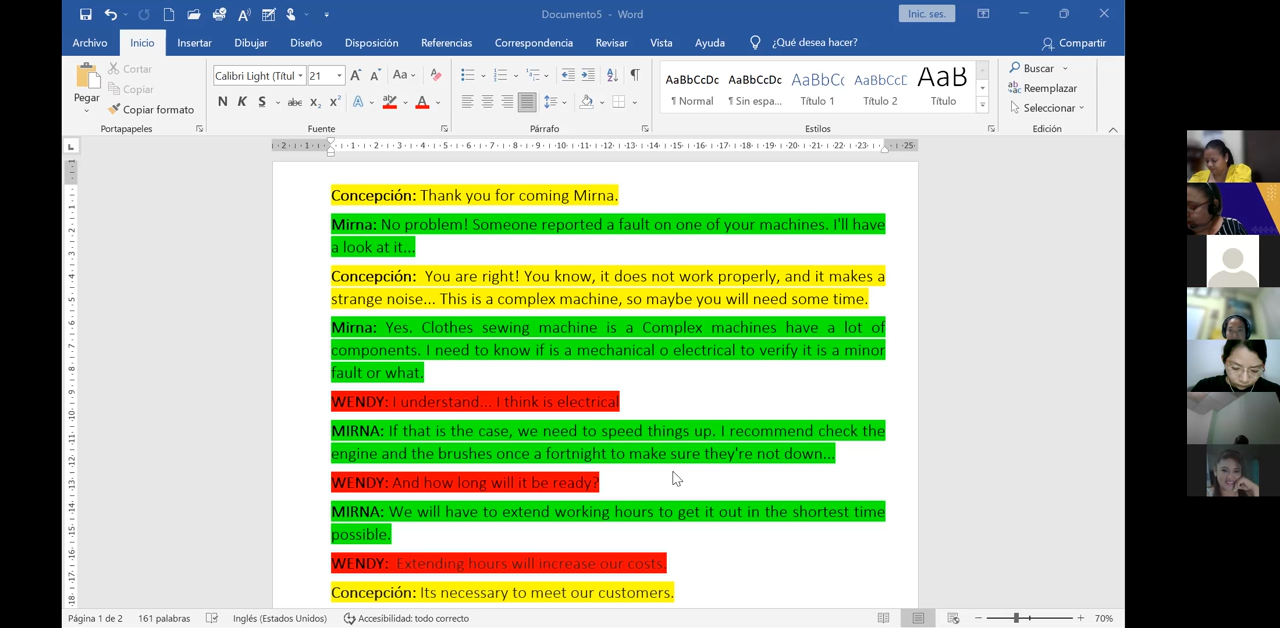 Documento5 - Word
Inic. ses.
Archivo Inicio Insertar Dibujar Diseño Disposición Referencias Correspondencia Revisar Vista Ayuda ¿Qué desea hacer? Compartir
Pegar
Cortar
Copiar
Copiar formato
Portapapeles
Calibri Light (Títul 21
N K S abc x₂ x²
Fuente
Párrafo
AaBbCcDc AaBbCcDc AaBbCc AaBbCcD AaB
¶ Normal ¶ Sin espa... Título 1 Título 2 Título
Estilos
Buscar
Reemplazar
Seleccionar
Edición
Concepción: Thank you for coming Mirna.
Mirna: No problem! Someone reported a fault on one of your machines. I'll have
a look at it...
Concepción: You are right! You know, it does not work properly, and it makes a
strange noise... This is a complex machine, so maybe you will need some time.
Mirna: Yes. Clothes sewing machine is a Complex machines have a lot of
components. I need to know if is a mechanical o electrical to verify it is a minor
fault or what.
WENDY: I understand... I think is electrical
MIRNA: If that is the case, we need to speed things up. I recommend check the
engine and the brushes once a fortnight to make sure they're not down...
WENDY: And how long will it be ready?
MIRNA: We will have to extend working hours to get it out in the shortest time
possible.
WENDY: Extending hours will increase our costs.
Concepción: Its necessary to meet our customers.
Página 1 de 2 161 palabras Inglés (Estados Unidos) Accesibilidad: todo correcto 70%